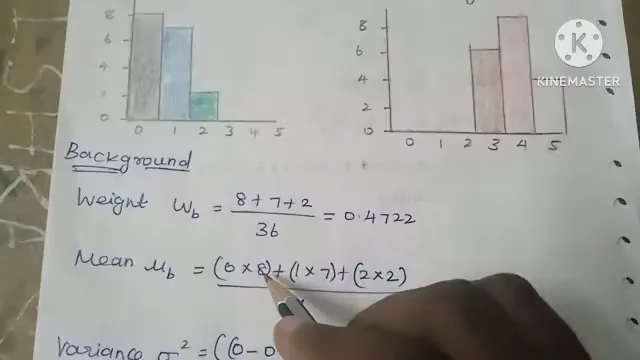 8
6
4
2
0
0 1 2 3 4 5
8
6
4
2
0
0 1 2 3 4 5
K
KINEMASTER
Background
Weight Wb = 8+7+2 = 0.4722
36
Mean μb = (0×8)+(1×7)+(2×2)
Variance σ² = ((0-0